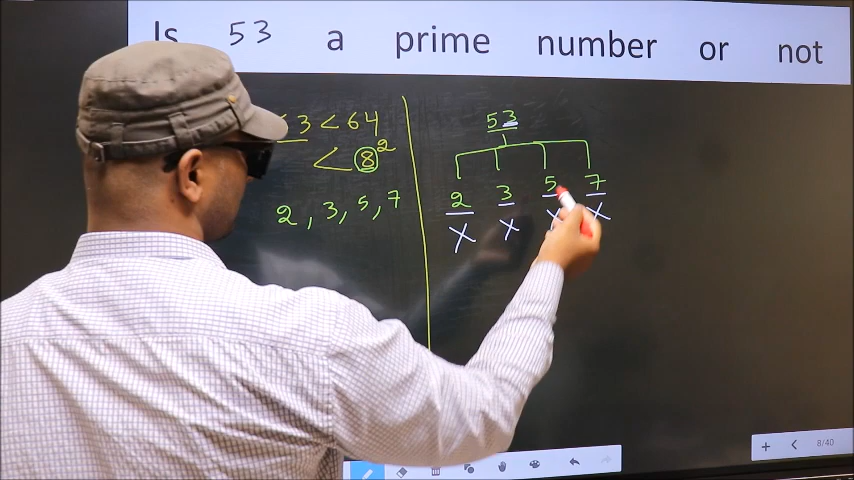 Is 53 a prime number or not
3 < 64
< 8²
2, 3, 5, 7
53
2 3 5 7
X X X X
8/40